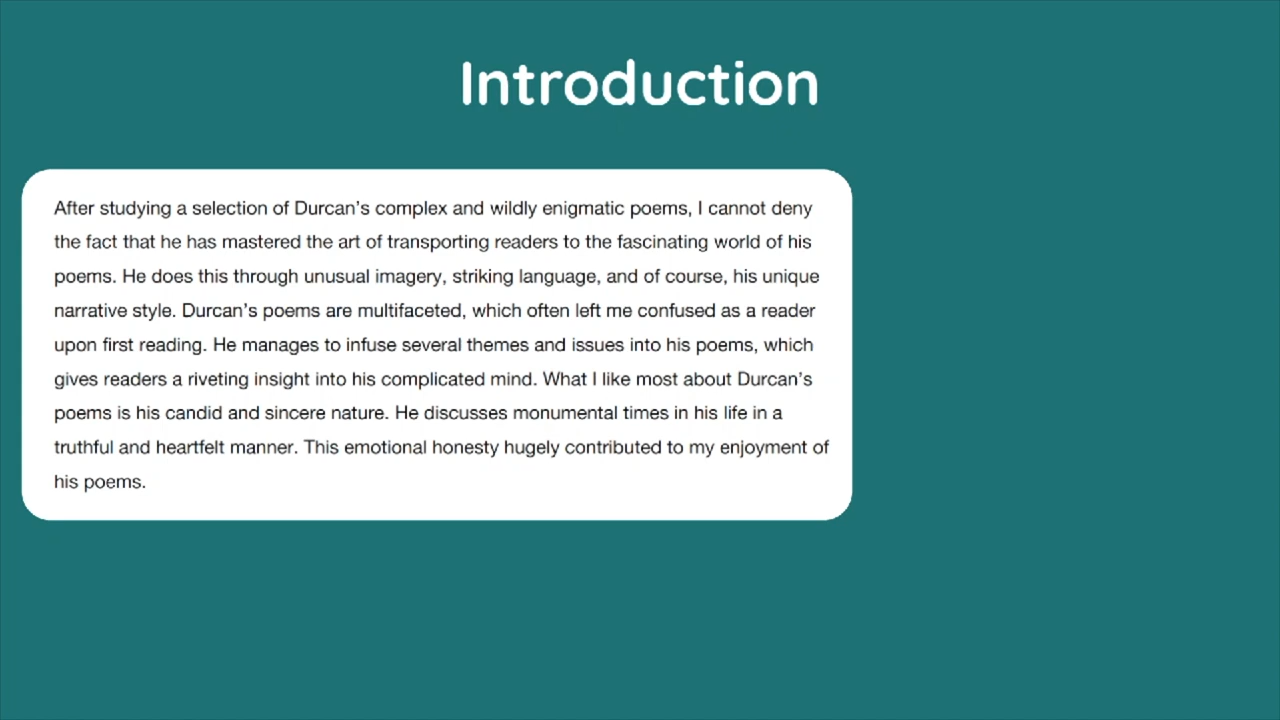 Introduction
After studying a selection of Durcan's complex and wildly enigmatic poems, I cannot deny
the fact that he has mastered the art of transporting readers to the fascinating world of his
poems. He does this through unusual imagery, striking language, and of course, his unique
narrative style. Durcan's poems are multifaceted, which often left me confused as a reader
upon first reading. He manages to infuse several themes and issues into his poems, which
gives readers a riveting insight into his complicated mind. What I like most about Durcan's
poems is his candid and sincere nature. He discusses monumental times in his life in a
truthful and heartfelt manner. This emotional honesty hugely contributed to my enjoyment of
his poems.